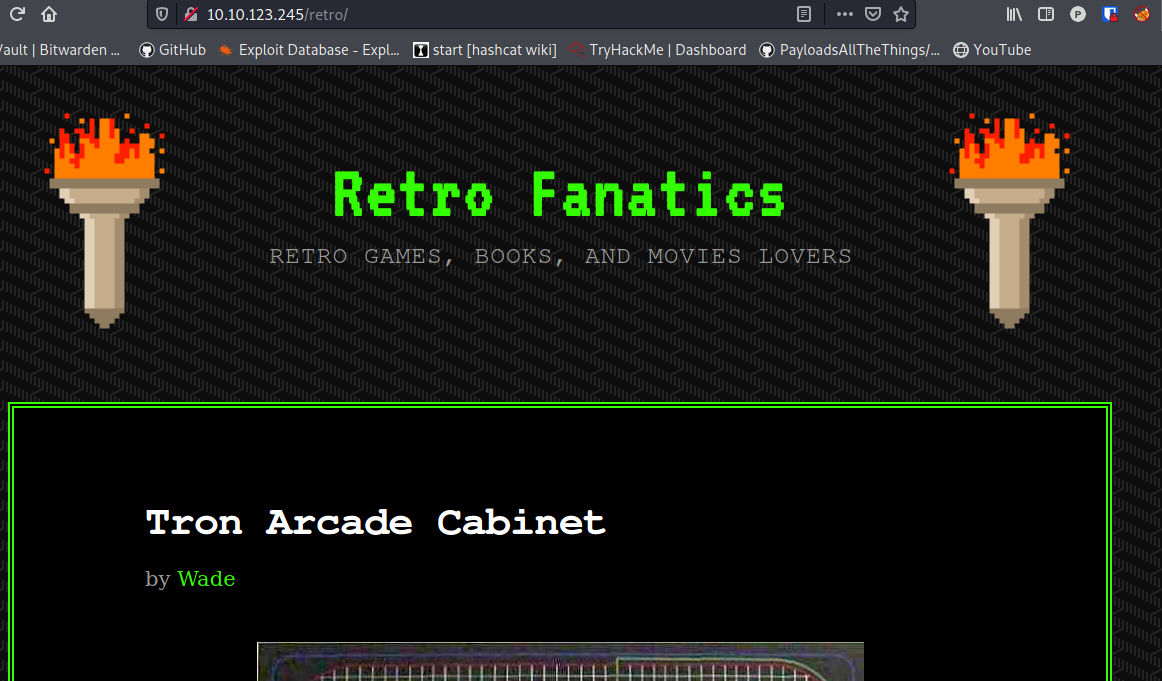 10.10.123.245/retro/
ault | Bitwarden ... GitHub Exploit Database - Expl... start [hashcat wiki] TryHackMe | Dashboard PayloadsAllTheThings/... YouTube
Retro Fanatics
RETRO GAMES, BOOKS, AND MOVIES LOVERS
Tron Arcade Cabinet
by Wade